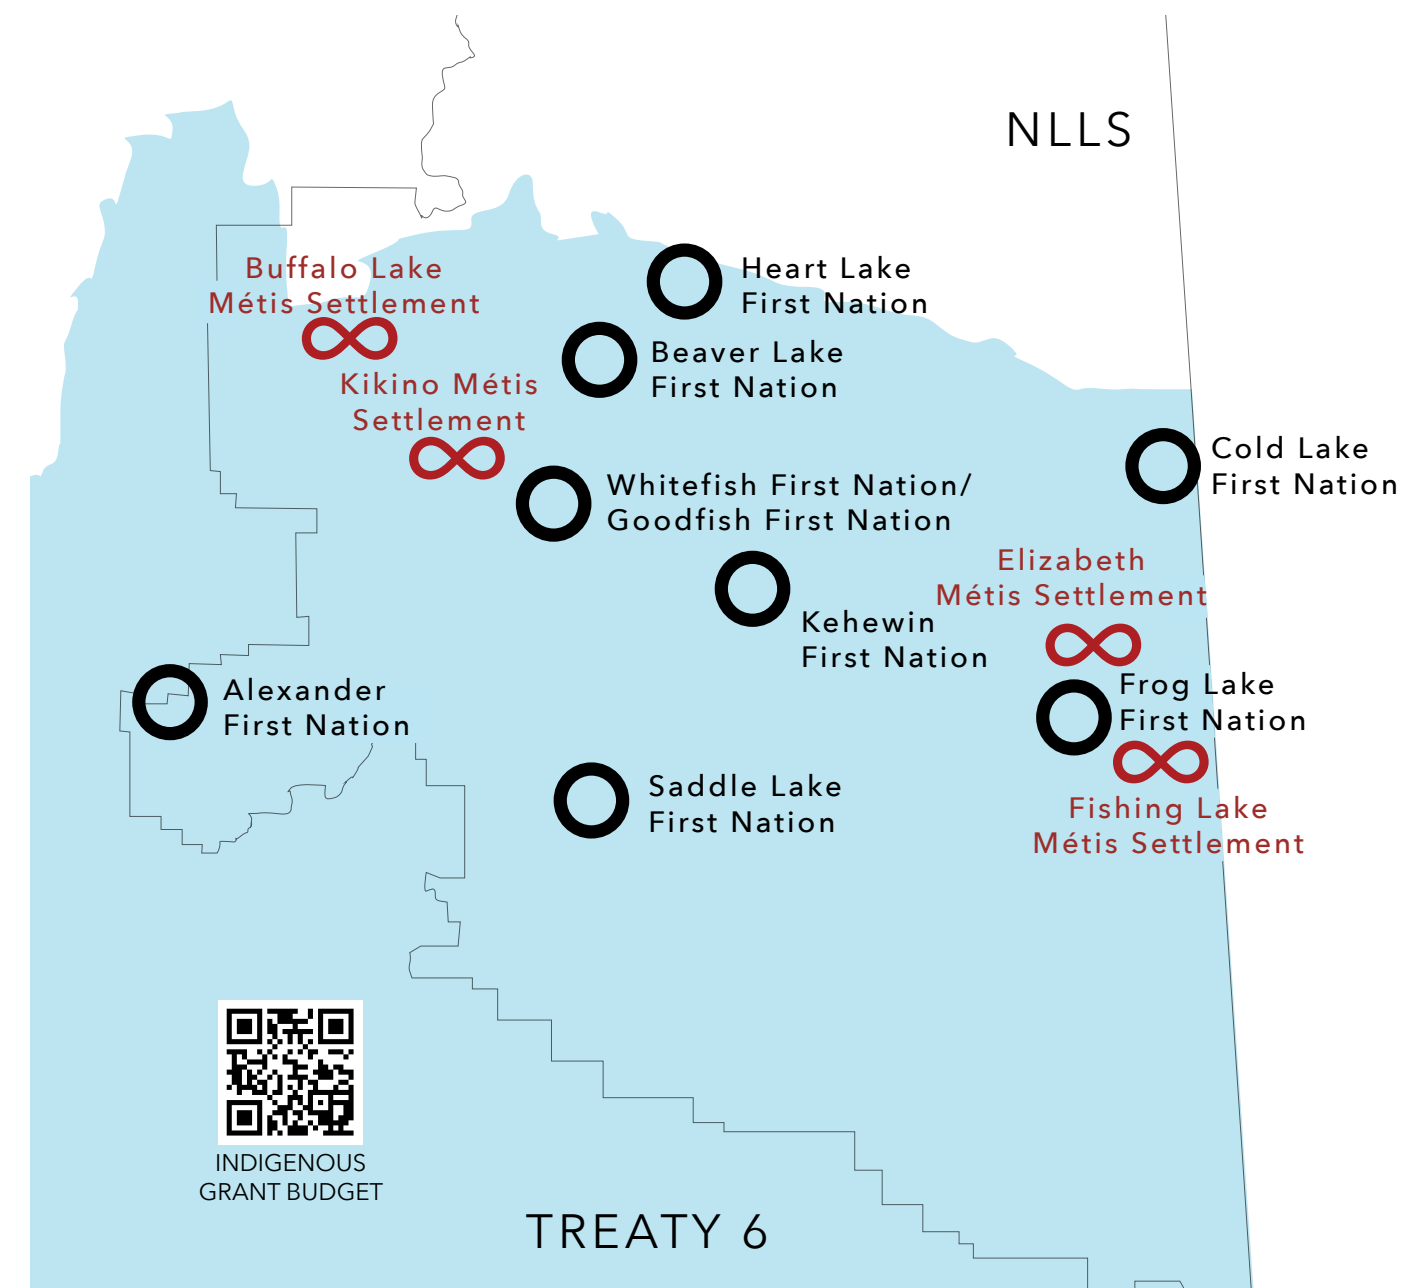 NLLS
Buffalo Lake
Métis Settlement
Heart Lake
First Nation
Beaver Lake
First Nation
Kikino Métis
Settlement
Cold Lake
First Nation
Whitefish First Nation/
Goodfish First Nation
Elizabeth
Métis Settlement
Kehewin
First Nation
Alexander
First Nation
Frog Lake
First Nation
Saddle Lake
First Nation
Fishing Lake
Métis Settlement
INDIGENOUS
GRANT BUDGET
TREATY 6